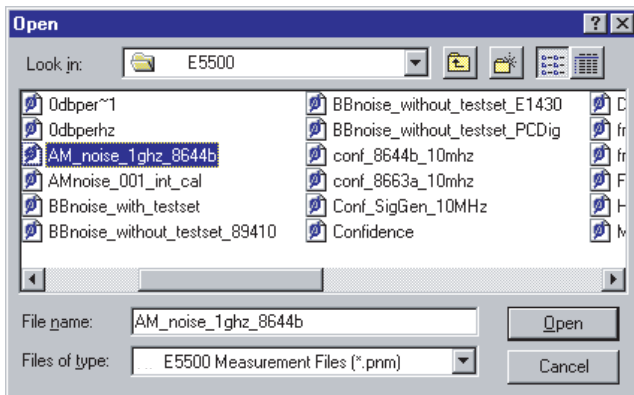 Open
Look in: E5500
0dbper~1
0dbperhz
AM_noise_1ghz_8644b
AMnoise_001_int_cal
BBnoise_with_testset
BBnoise_without_testset_89410
BBnoise_without_testset_E1430
BBnoise_without_testset_PCDig
conf_8644b_10mhz
conf_8663a_10mhz
Conf_SigGen_10MHz
Confidence
File name: AM_noise_1ghz_8644b
Open
Files of type: E5500 Measurement Files (*.pnm)
Cancel